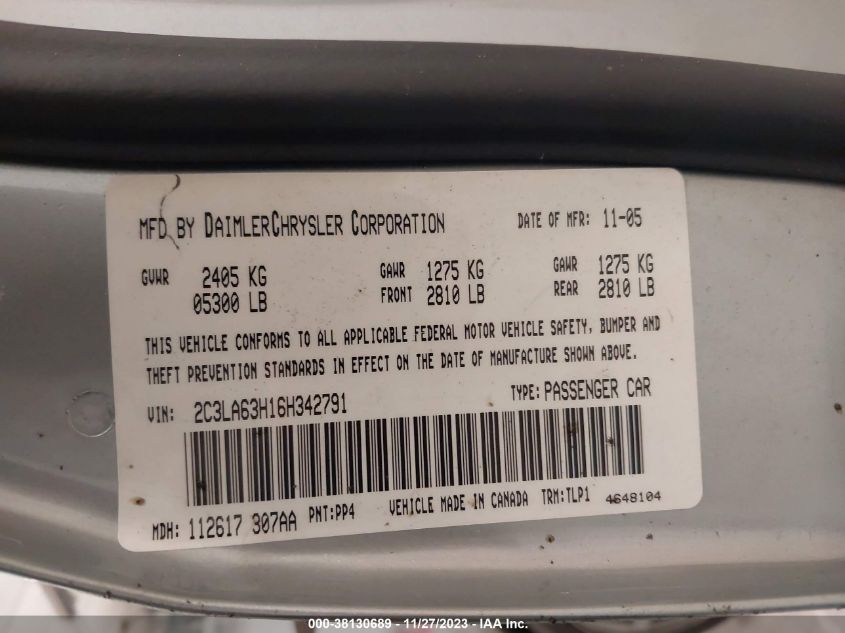 MFD BY DAIMLERCHRYSLER CORPORATION DATE OF MFR: 11-05
GVWR 2405 KG GAWR 1275 KG GAWR 1275 KG
05300 LB FRONT 2810 LB REAR 2810 LB
THIS VEHICLE CONFORMS TO ALL APPLICABLE FEDERAL MOTOR VEHICLE SAFETY, BUMPER AND
THEFT PREVENTION STANDARDS IN EFFECT ON THE DATE OF MANUFACTURE SHOWN ABOVE.
VIN: 2C3LA63H16H342791 TYPE: PASSENGER CAR
MDH: 112617 307AA PNT:PP4 VEHICLE MADE IN CANADA TRM:TLP1 4648104
000-38130689 - 11/27/2023 - IAA Inc.